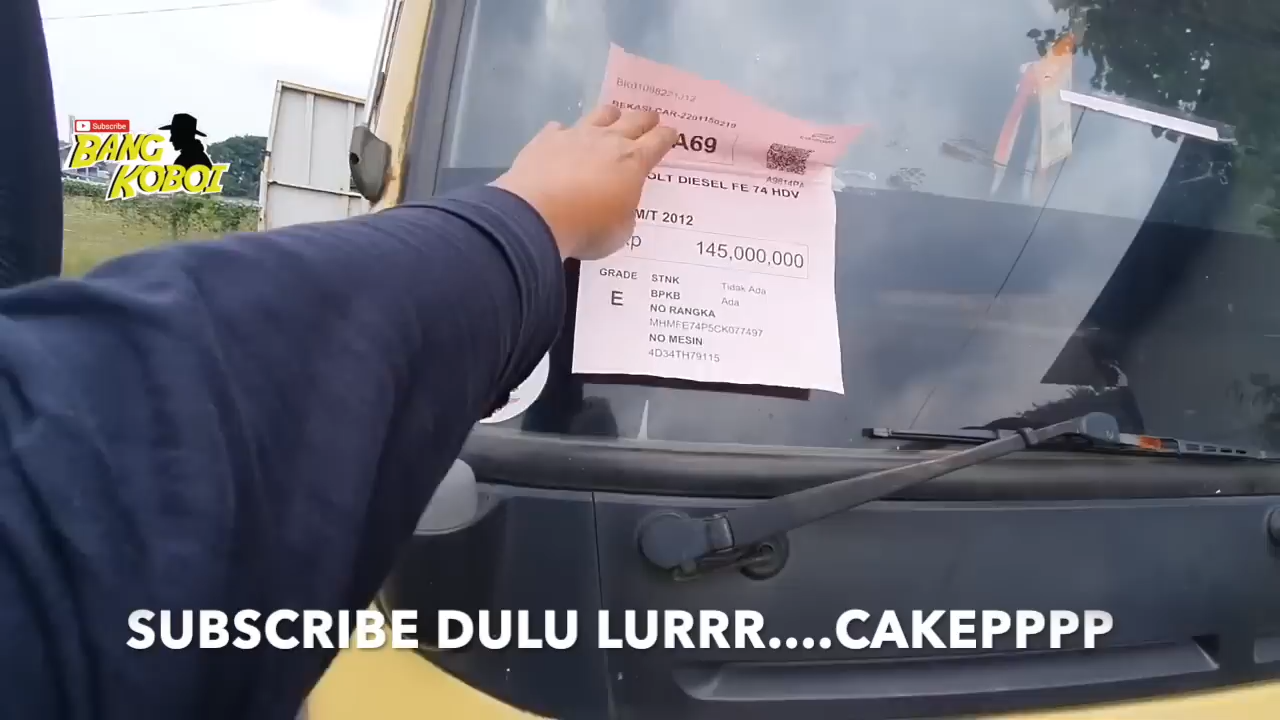 Subscribe
BANG
KOBOI
BEKASI-CAR-2201150219
A69
A9814PA
OLT DIESEL FE 74 HDV
M/T 2012
145,000,000
GRADE
E
STNK Tidak Ada
BPKB Ada
NO RANGKA
MHMFE74P5CK077497
NO MESIN
4D34TH79115
SUBSCRIBE DULU LURRR....CAKEPPPP